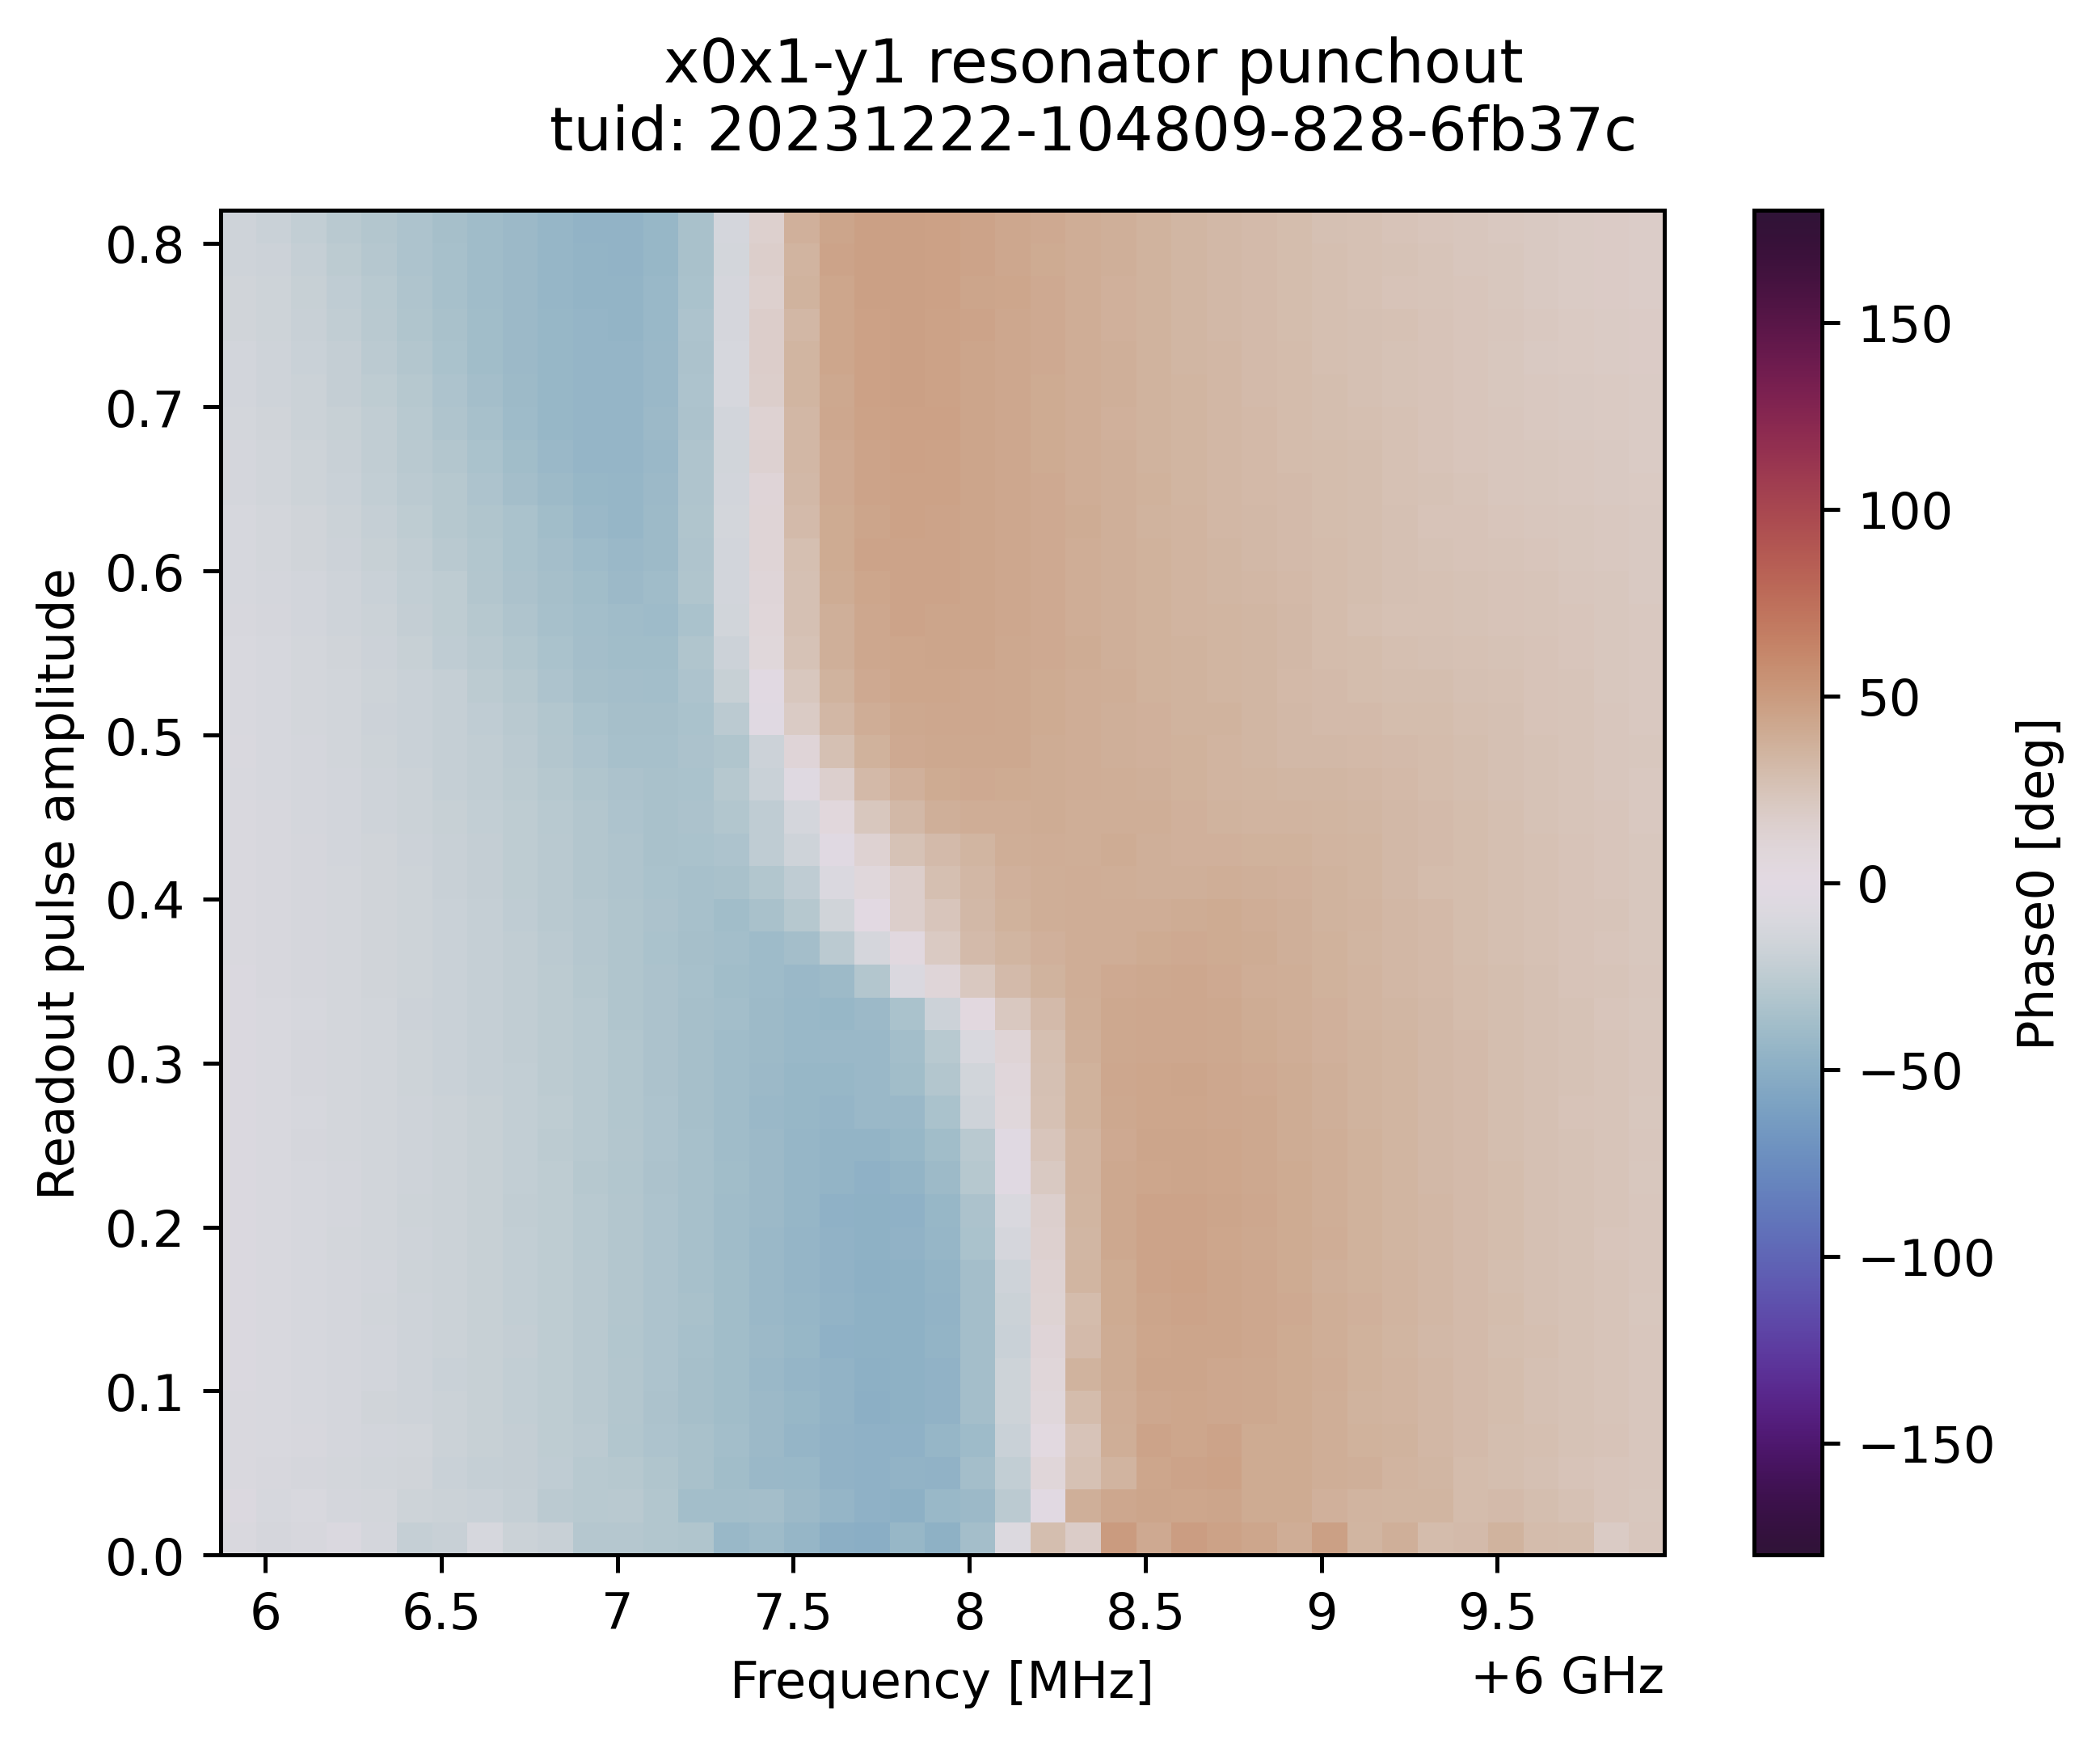 x0x1-y1 resonator punchout
tuid: 20231222-104809-828-6fb37c
Readout pulse amplitude
0.8
0.7
0.6
0.5
0.4
0.3
0.2
0.1
0.0
6 6.5 7 7.5 8 8.5 9 9.5
Frequency [MHz]
+6 GHz
150
100
50
0
−50
−100
−150
Phase0 [deg]